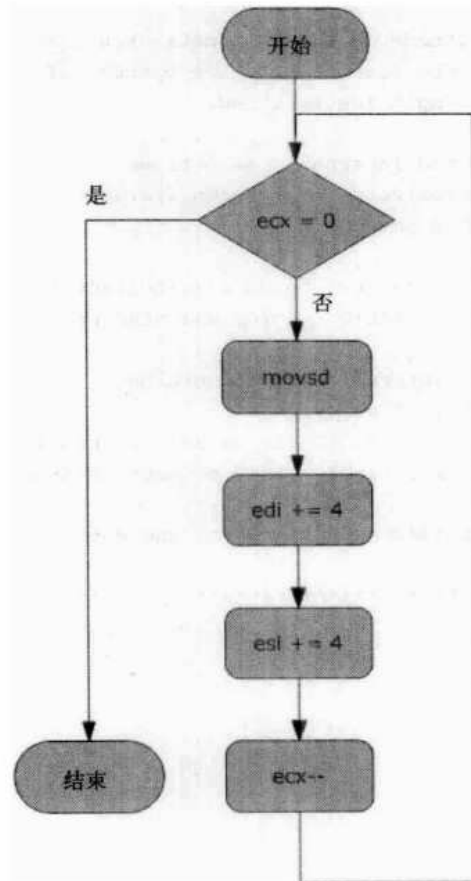 开始
是
ecx = 0
否
movsd
edi += 4
esi += 4
ecx--
结束